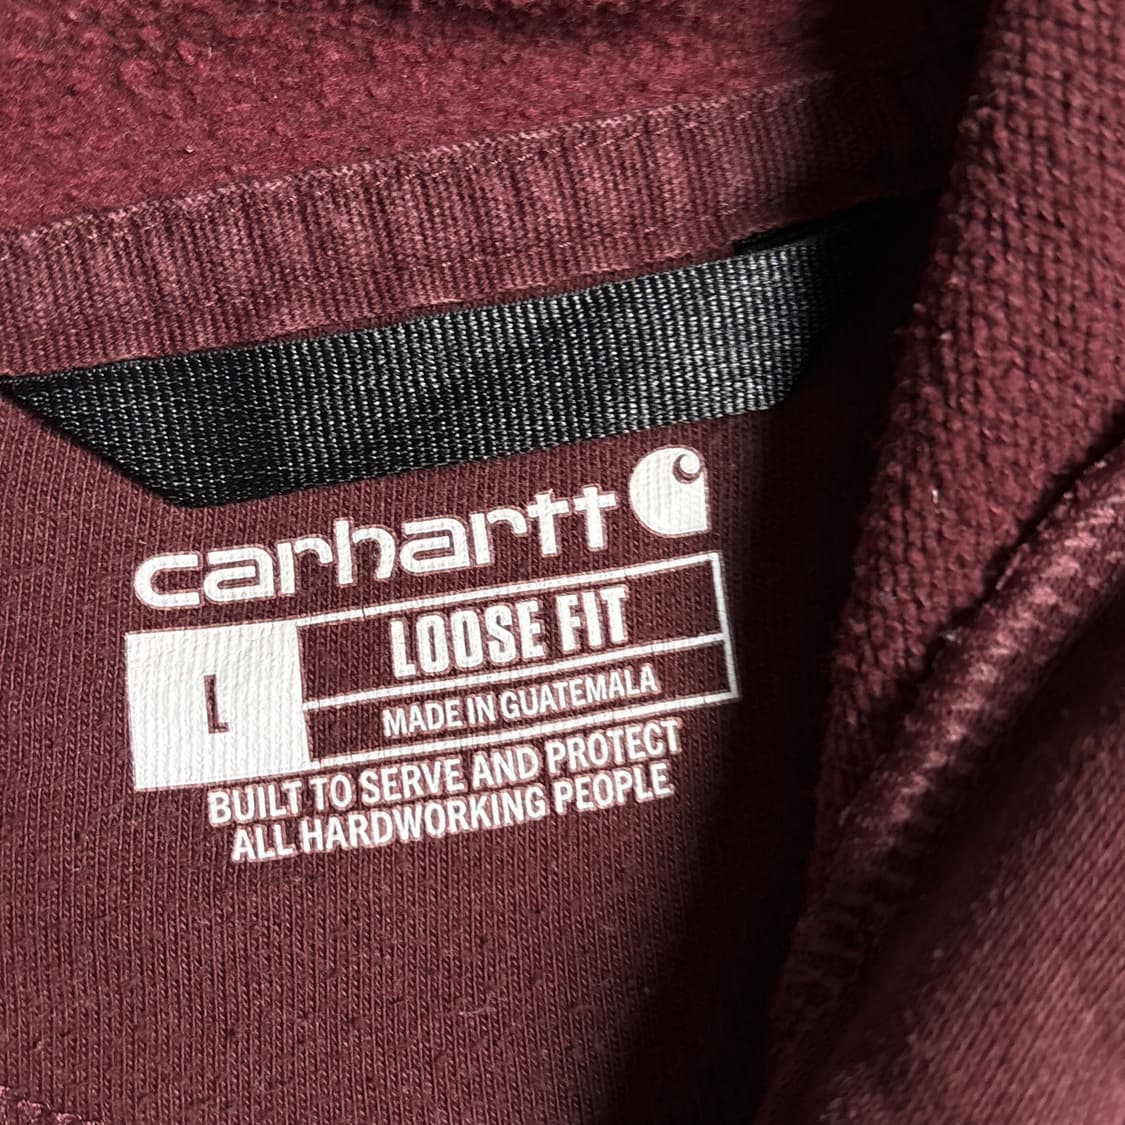 carhartt
L
LOOSE FIT
MADE IN GUATEMALA
BUILT TO SERVE AND PROTECT
ALL HARDWORKING PEOPLE